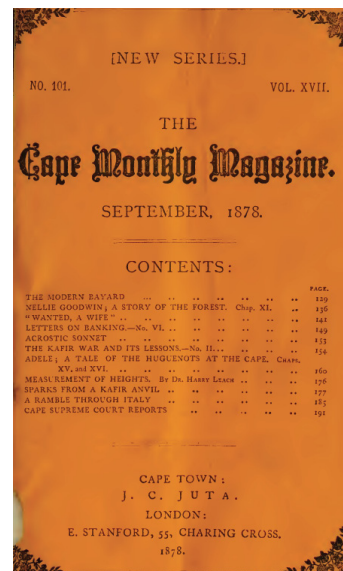 [NEW SERIES.]
NO. 101. VOL. XVII.
THE
Cape Monthly Magazine.
SEPTEMBER, 1878.
CONTENTS:
PAGE.
THE MODERN BAYARD ... .. .. .. .. .. .. .. 129
NELLIE GOODWIN; A STORY OF THE FOREST. Chap. XI. .. 136
"WANTED, A WIFE" .. .. .. .. .. .. .. .. 141
LETTERS ON BANKING.—No. VI. .. .. .. .. .. .. 149
ACROSTIC SONNET .. .. .. .. .. .. .. .. 153
THE KAFIR WAR AND ITS LESSONS.—No. II. .. .. .. .. 154
ADELE; A TALE OF THE HUGUENOTS AT THE CAPE. Chaps.
XV. and XVI. .. .. .. .. .. .. .. 160
MEASUREMENT OF HEIGHTS. By Dr. Harry Leach .. .. .. 176
SPARKS FROM A KAFIR ANVIL .. .. .. .. .. .. 177
A RAMBLE THROUGH ITALY .. .. .. .. .. .. 185
CAPE SUPREME COURT REPORTS .. .. .. .. .. 191
CAPE TOWN:
J. C. JUTA.
LONDON:
E. STANFORD, 55, CHARING CROSS.
1878.